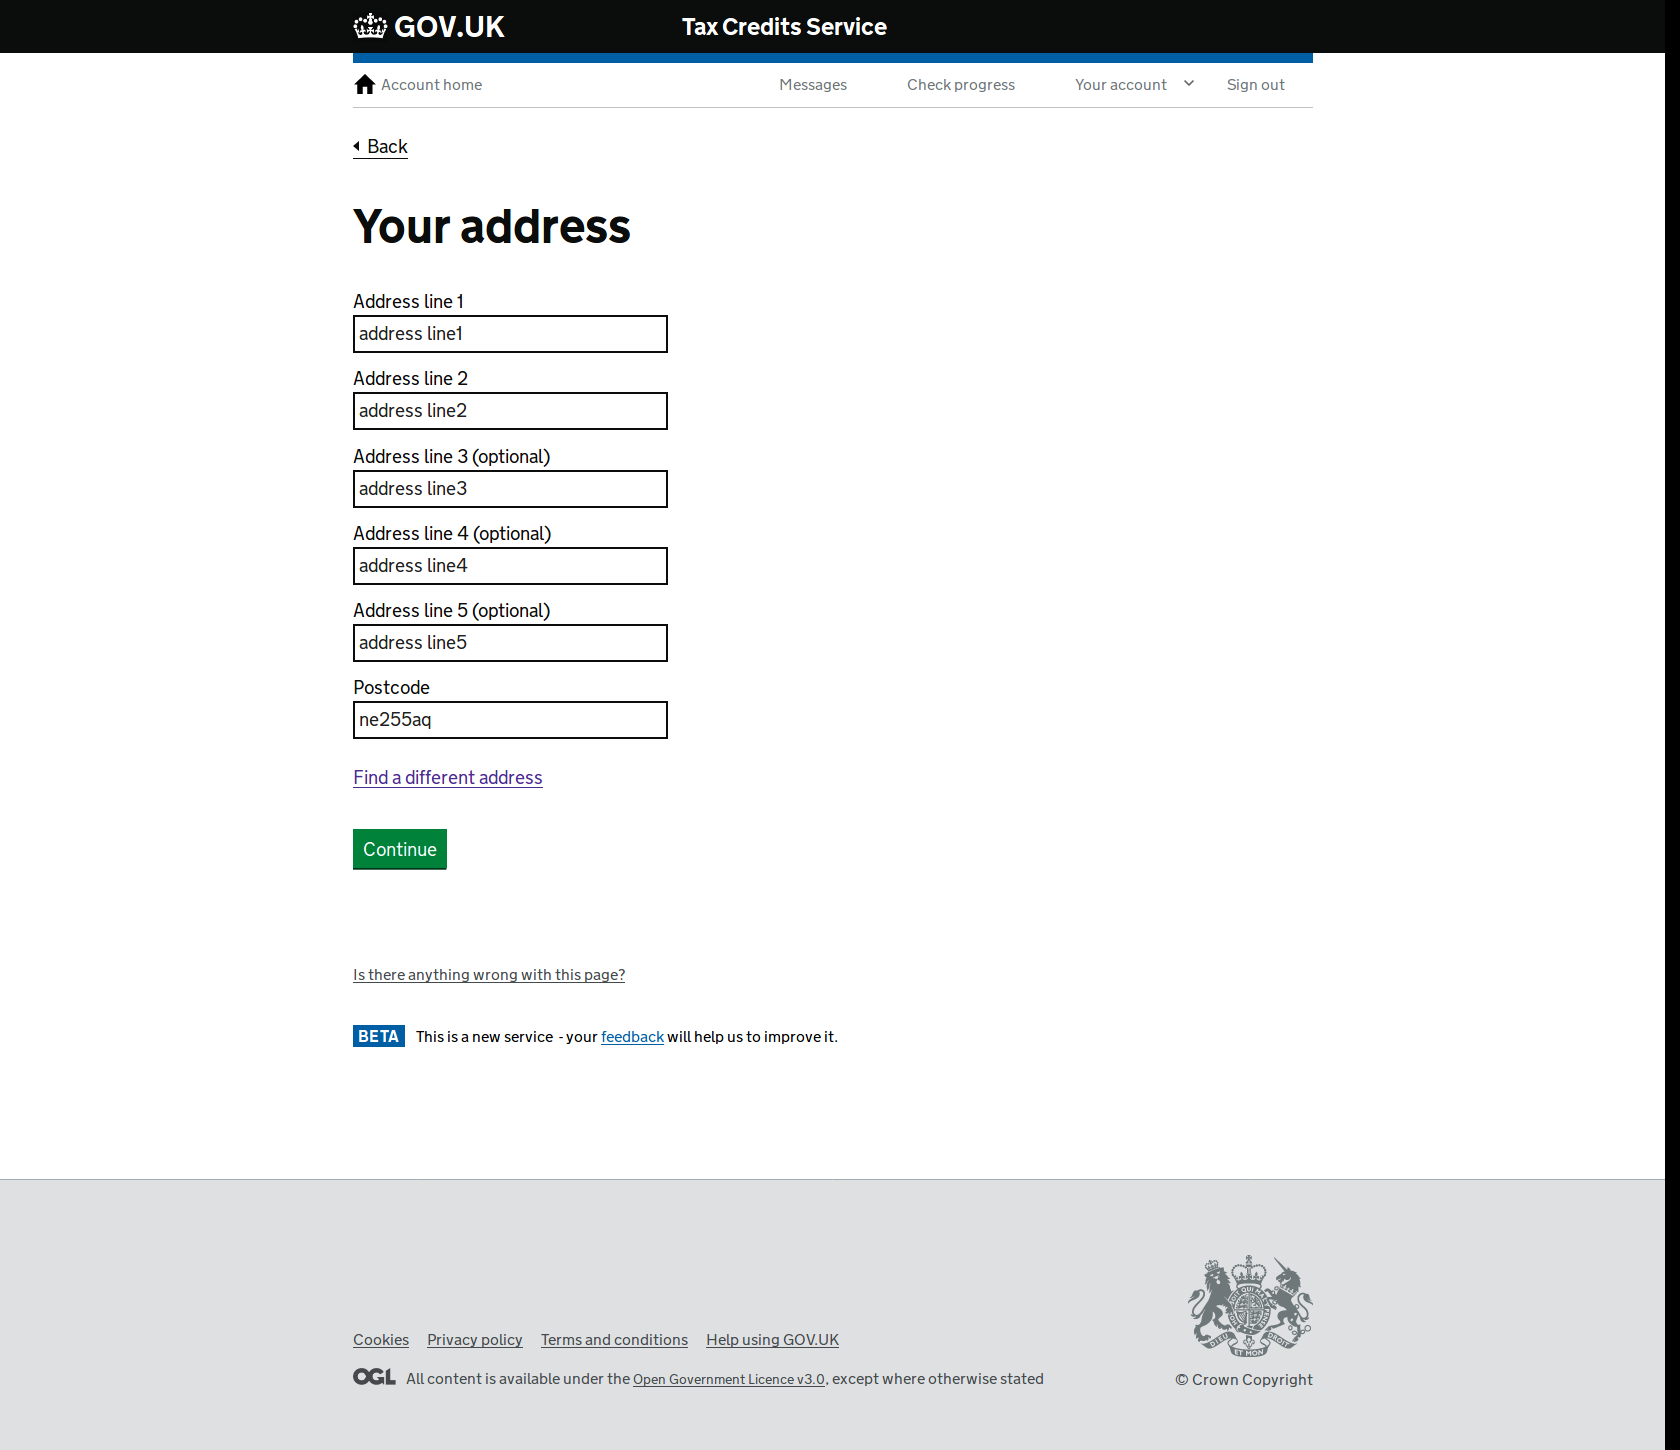 GOV.UK Tax Credits Service
Account home Messages Check progress Your account Sign out
Back
Your address
Address line 1
address line1
Address line 2
address line2
Address line 3 (optional)
address line3
Address line 4 (optional)
address line4
Address line 5 (optional)
address line5
Postcode
ne255aq
Find a different address
Continue
Is there anything wrong with this page?
BETA This is a new service - your feedback will help us to improve it.
Cookies Privacy policy Terms and conditions Help using GOV.UK
OGL All content is available under the Open Government Licence v3.0, except where otherwise stated
DIEU ET MON DROIT
© Crown Copyright